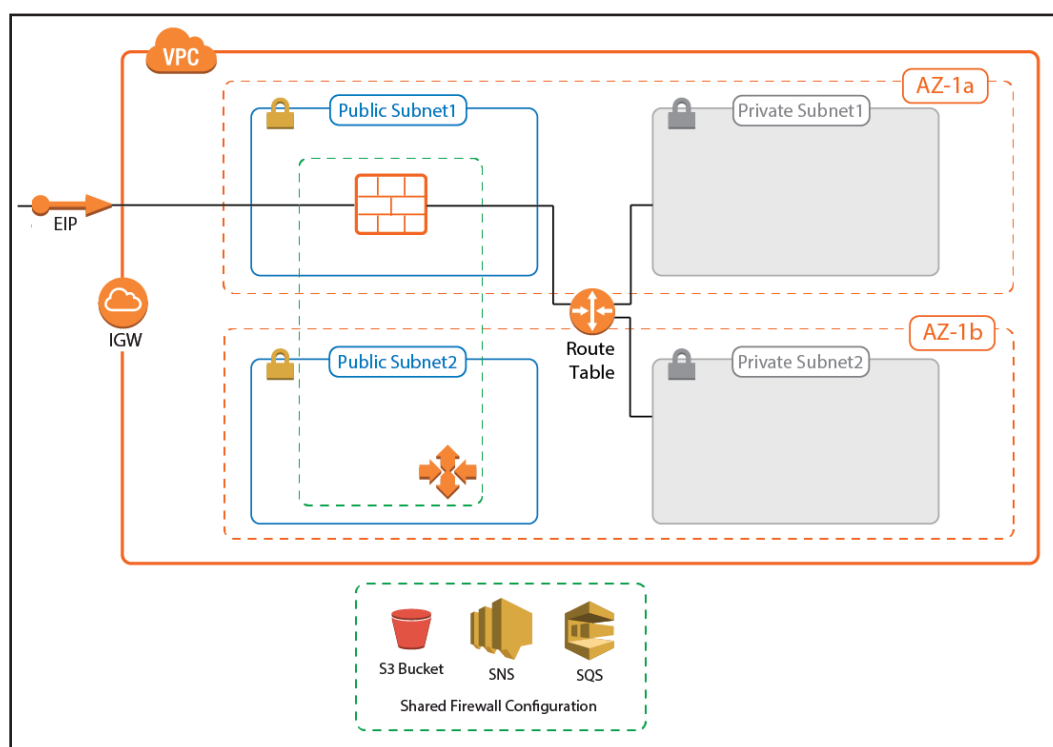 VPC
AZ-1a
Public Subnet1
Private Subnet1
EIP
IGW
Route
Table
AZ-1b
Public Subnet2
Private Subnet2
S3 Bucket
SNS
SQS
Shared Firewall Configuration